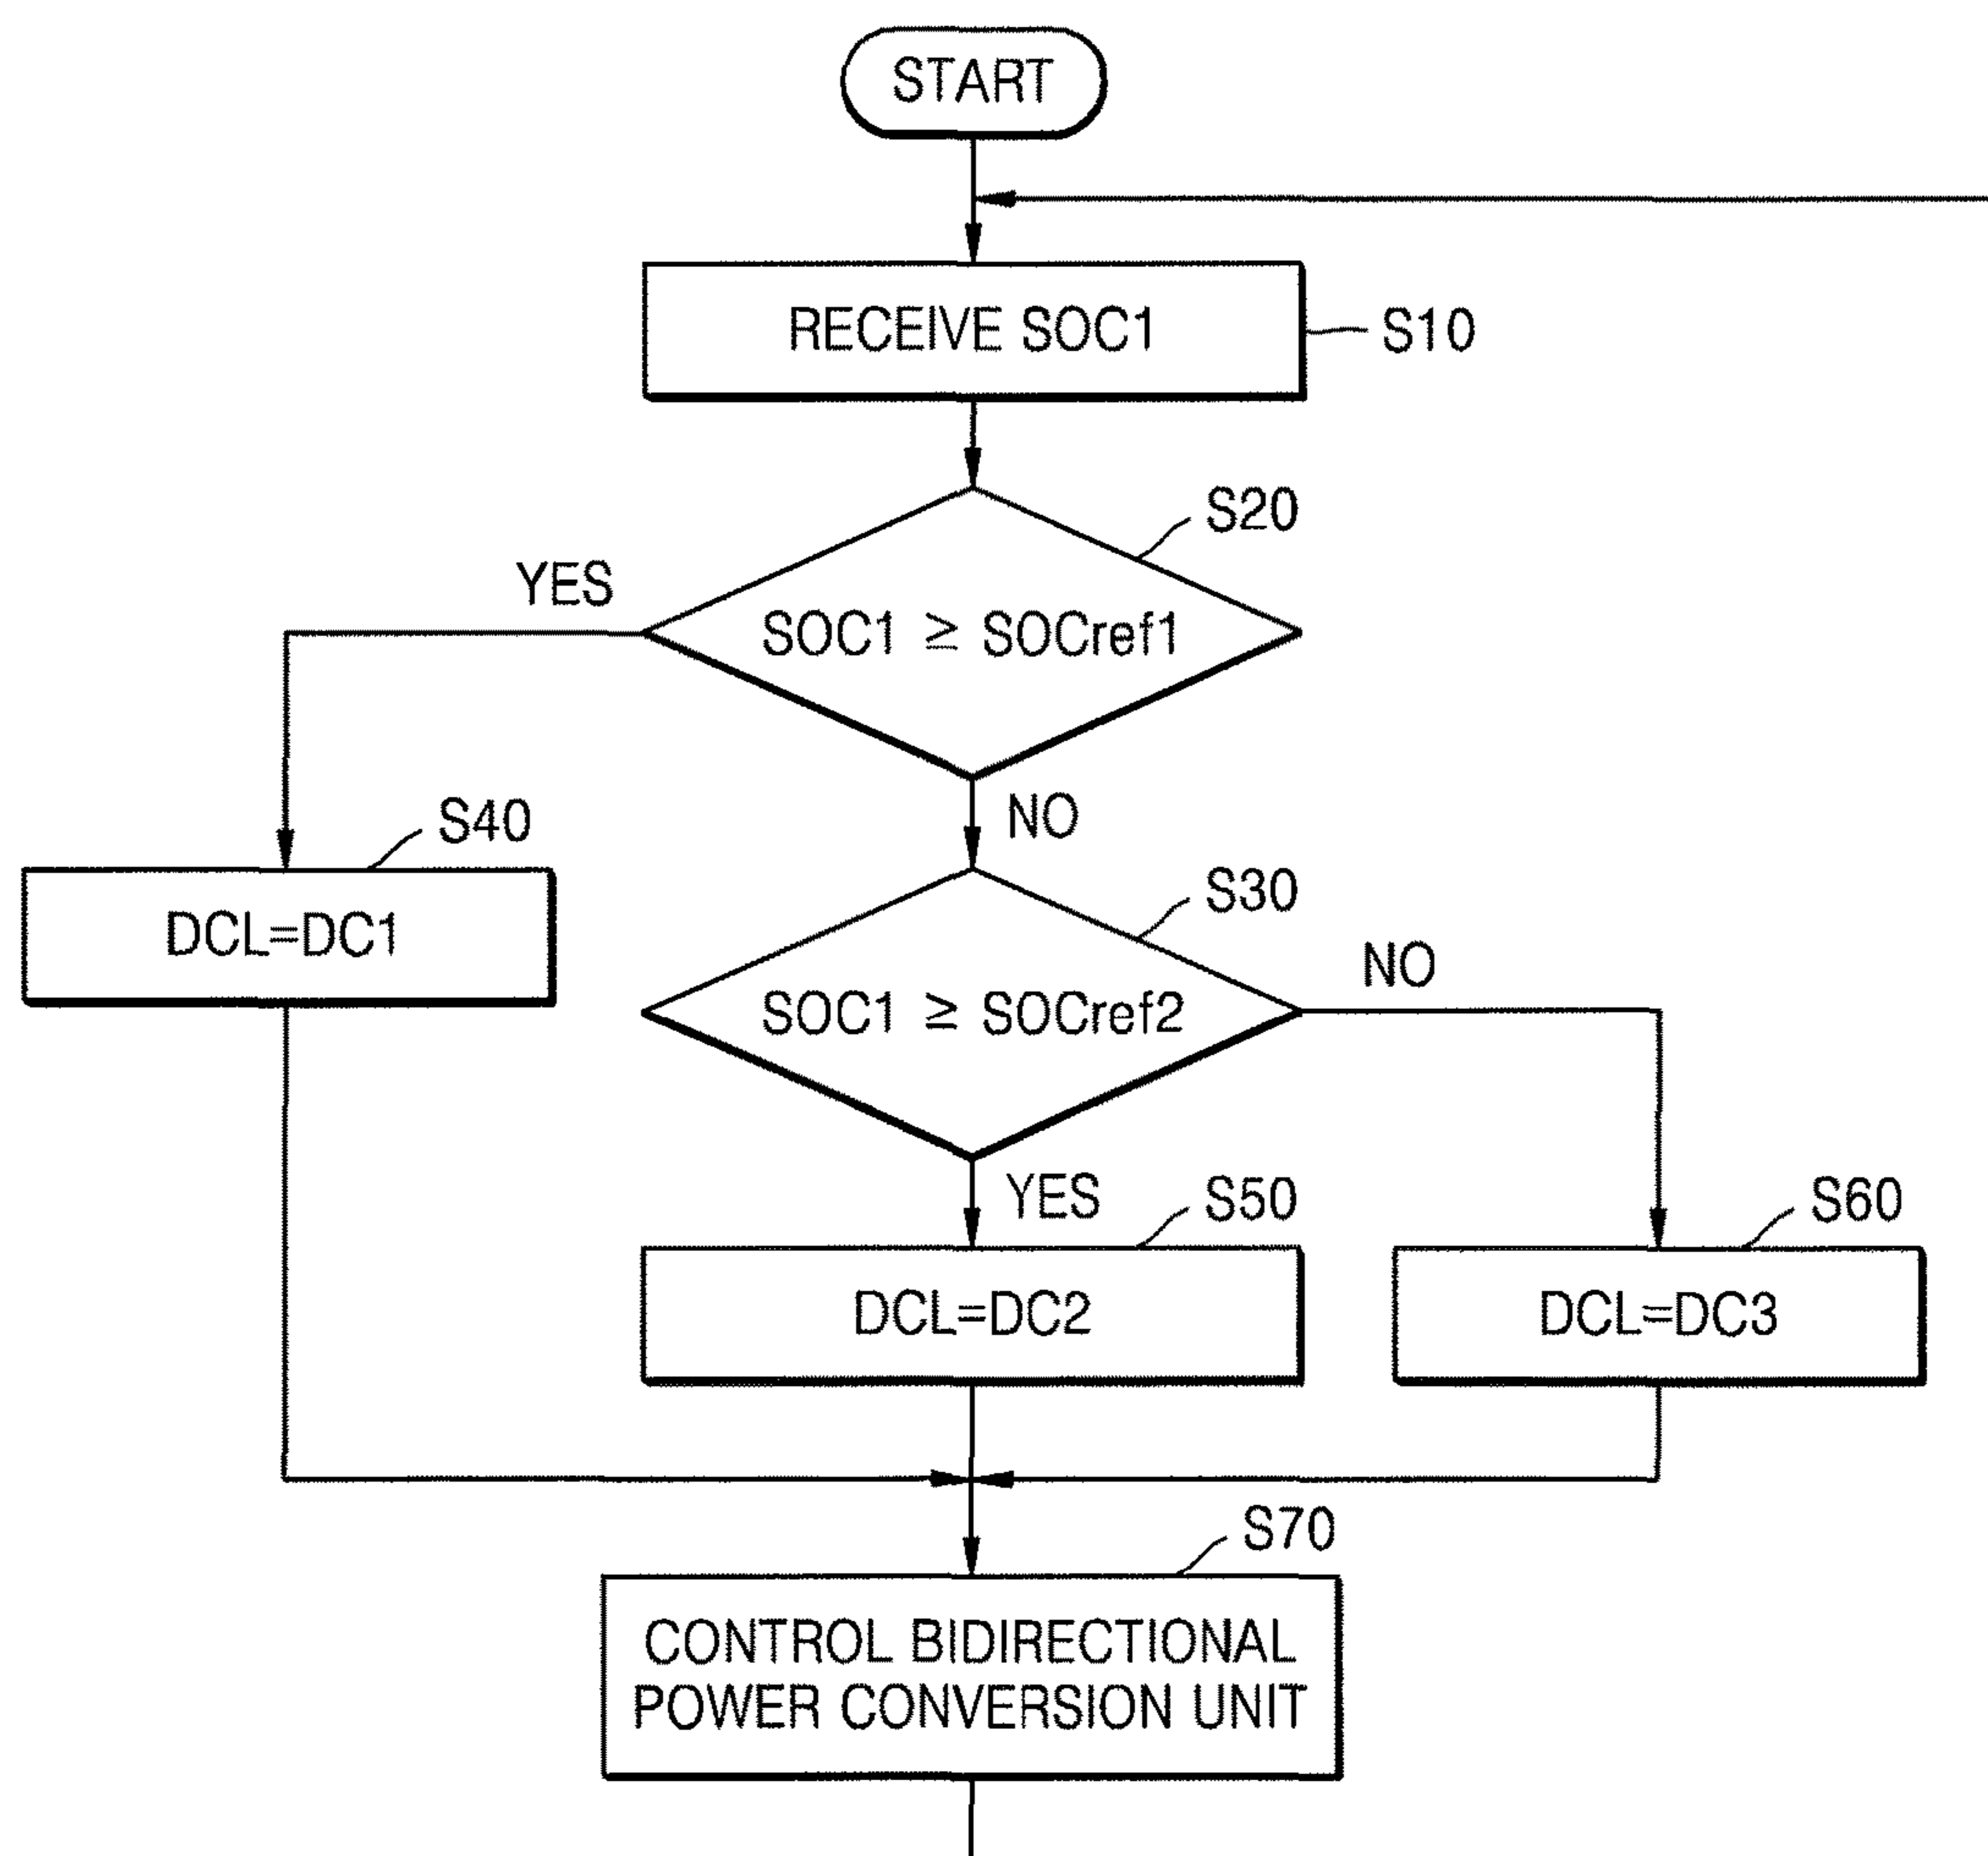 START
RECEIVE SOC1
S10
S20
YES
SOC1 ≥ SOCref1
NO
S40
DCL=DC1
S30
NO
SOC1 ≥ SOCref2
YES
S50
S60
DCL=DC2
DCL=DC3
S70
CONTROL BIDIRECTIONAL
POWER CONVERSION UNIT